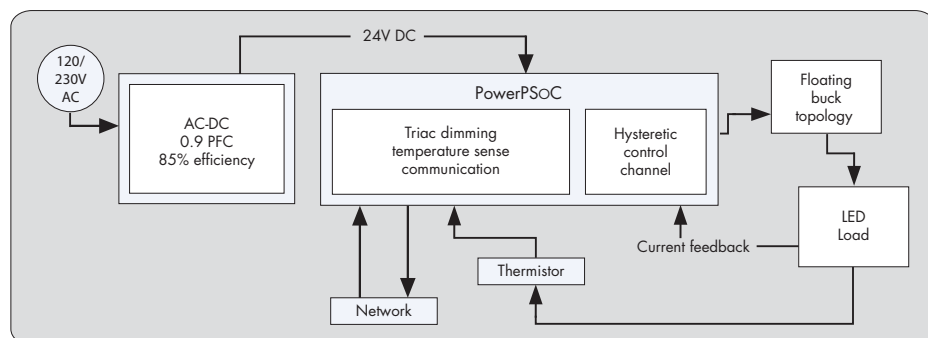 24V DC
120/
230V
AC
AC-DC
0.9 PFC
85% efficiency
PowerPSoC
Triac dimming
temperature sense
communication
Hysteretic
control
channel
Floating
buck
topology
LED
Load
Current feedback
Thermistor
Network